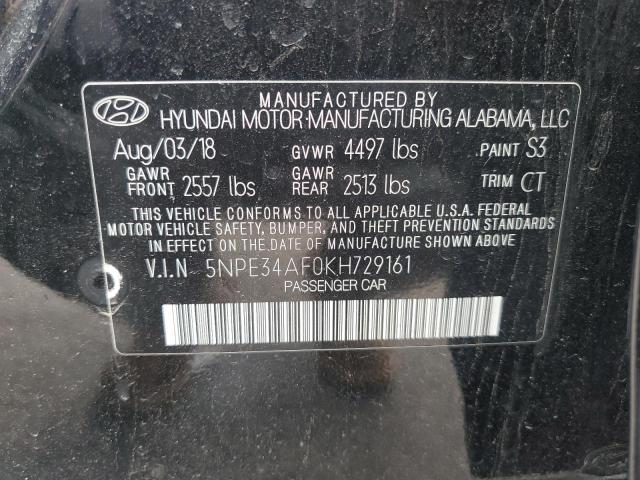 MANUFACTURED BY
HYUNDAI MOTOR MANUFACTURING ALABAMA, LLC
Aug/03/18 GVWR 4497 lbs PAINT S3
GAWR FRONT 2557 lbs GAWR REAR 2513 lbs TRIM CT
THIS VEHICLE CONFORMS TO ALL APPLICABLE U.S.A. FEDERAL
MOTOR VEHICLE SAFETY, BUMPER, AND THEFT PREVENTION STANDARDS
IN EFFECT ON THE DATE OF MANUFACTURE SHOWN ABOVE.
V.I.N 5NPE34AF0KH729161
PASSENGER CAR